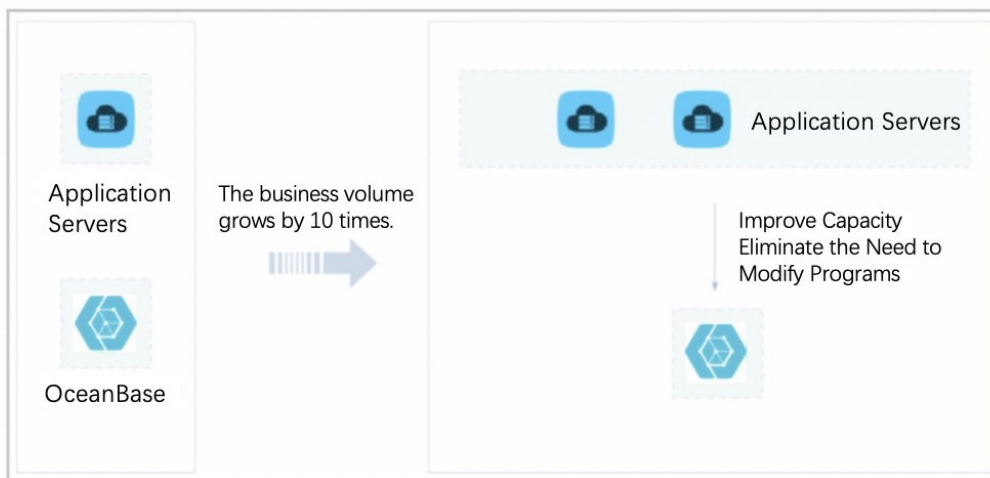 Application
Servers
OceanBase
The business volume
grows by 10 times.
Application Servers
Improve Capacity
Eliminate the Need to
Modify Programs